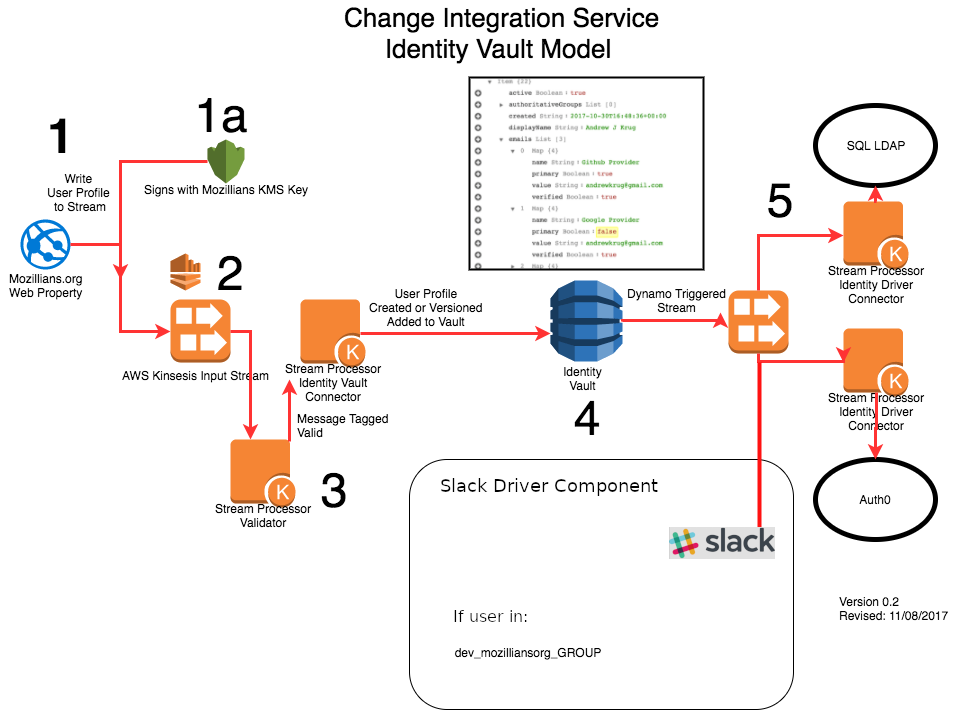 Change Integration Service
Identity Vault Model
1
1a
Write
User Profile
to Stream
Signs with Mozillians KMS Key
Mozillians.org
Web Property
2
AWS Kinsesis Input Stream
K
Stream Processor
Identity Vault
Connector
Message Tagged
Valid
K
Stream Processor
Validator
3
User Profile
Created or Versioned
Added to Vault
Item {22}
active Boolean : true
authoritativeGroups List [0]
created String : 2017-10-30T16:48:36+00:00
displayName String : Andrew J Krug
emails List [3]
0 Map {4}
name String : Github Provider
primary Boolean : true
value String : andrewkrug@gmail.com
verified Boolean : true
1 Map {4}
name String : Google Provider
primary Boolean : false
value String : andrewkrug@gmail.com
verified Boolean : true
2 Map {4}
Identity
Vault
4
Dynamo Triggered
Stream
5
SQL LDAP
K
Stream Processor
Identity Driver
Connector
K
Stream Processor
Identity Driver
Connector
Auth0
Slack Driver Component
slack
If user in:
dev_mozilliansorg_GROUP
Version 0.2
Revised: 11/08/2017